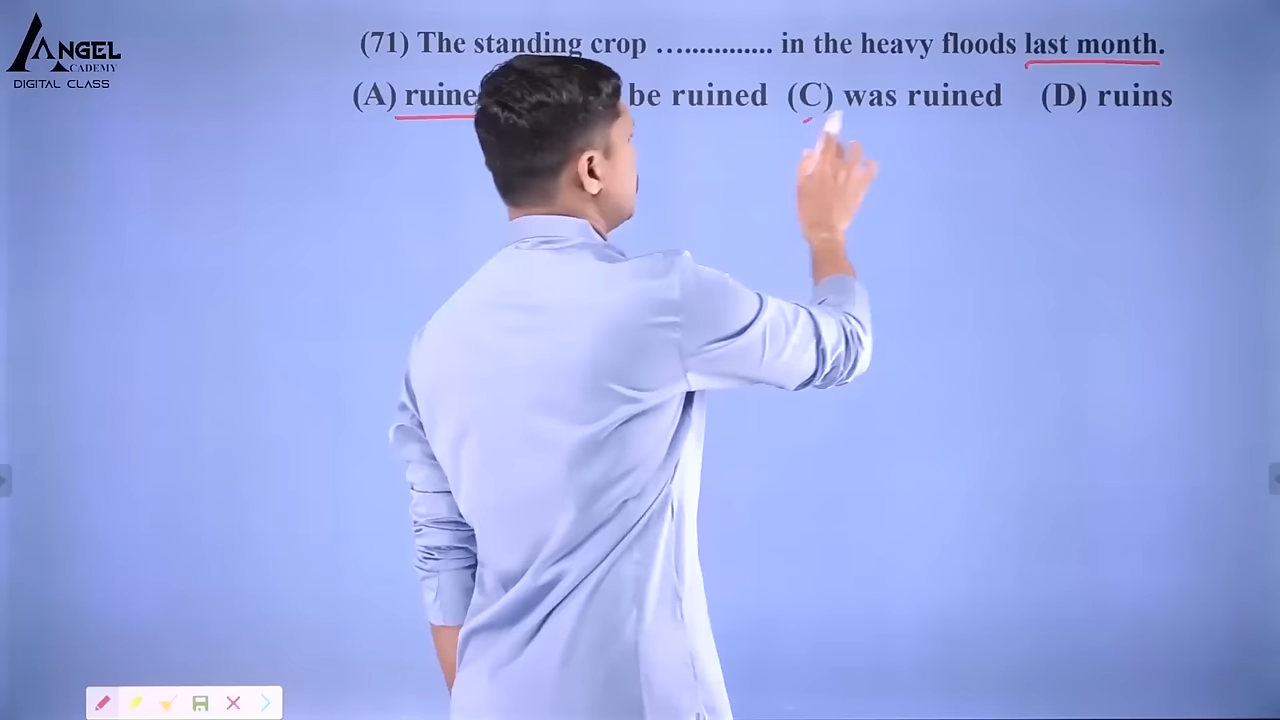 ANGEL
ACADEMY
DIGITAL CLASS
(71) The standing crop ….............. in the heavy floods last month.
(A) ruine be ruined (C) was ruined (D) ruins